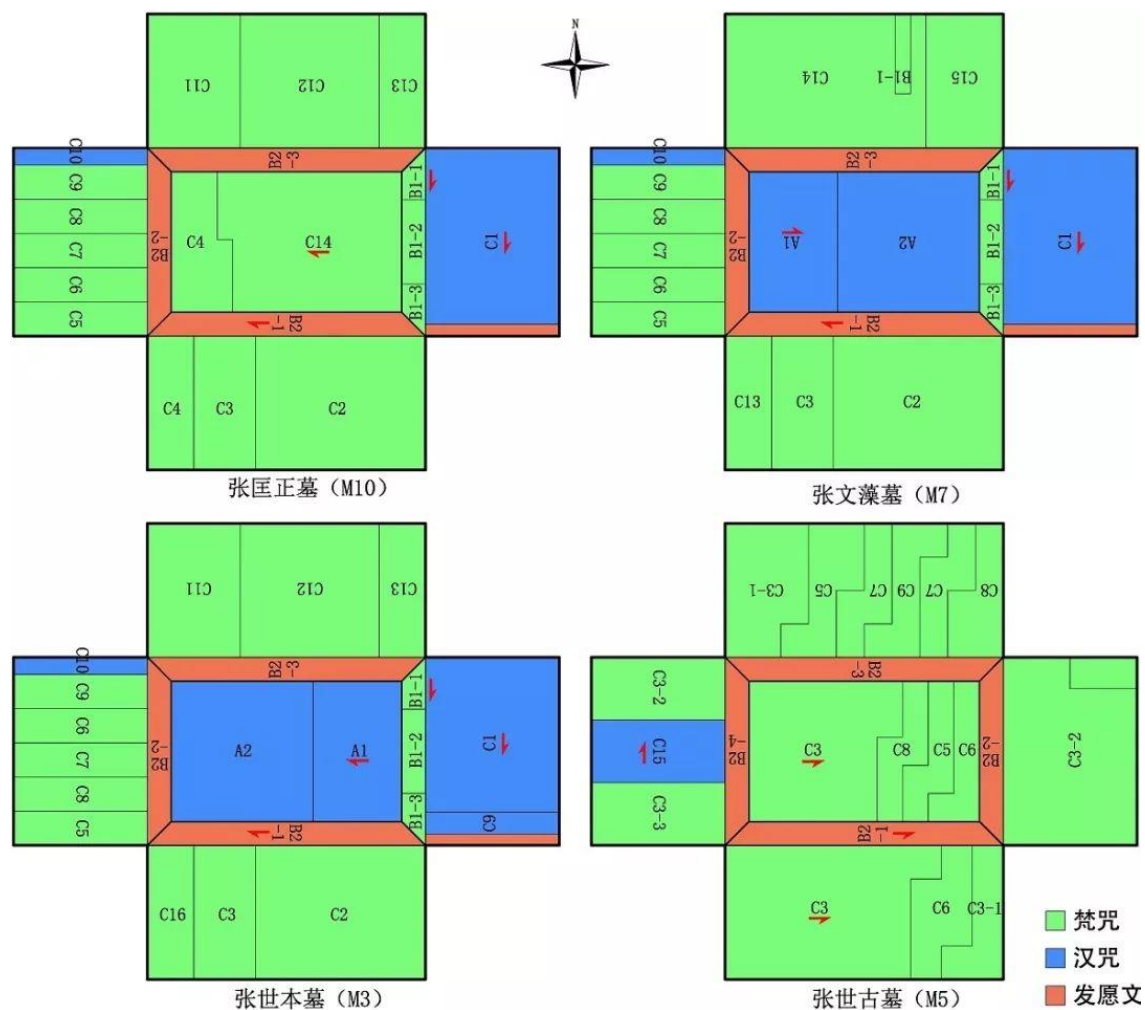 N
C11
C12
C13
C10
C9
C8
C7
C6
C5
B2-3
B2-2
B1-1
B1-2
B1-3
C4
C14
C1
B2-1
C4
C3
C2
张匡正墓(M10)
C14
B1-1
C15
C10
C9
C8
C7
C6
C5
B2-3
B2-2
B1-1
B1-2
B1-3
A1
A2
C1
B2-1
C13
C3
C2
张文藻墓(M7)
C11
C12
C13
C10
C9
C6
C7
C8
C5
B2-3
B2-2
B1-1
B1-2
B1-3
A2
A1
C1
C9
B2-1
C16
C3
C2
张世本墓(M3)
C3-1
C5
C7
C9
C7
C8
C3-2
C15
C3-3
B2-3
B2-4
B2-2
C3
C8
C5
C6
C3-2
B2-1
C3
C6
C3-1
张世古墓(M5)
梵咒
汉咒
发愿文